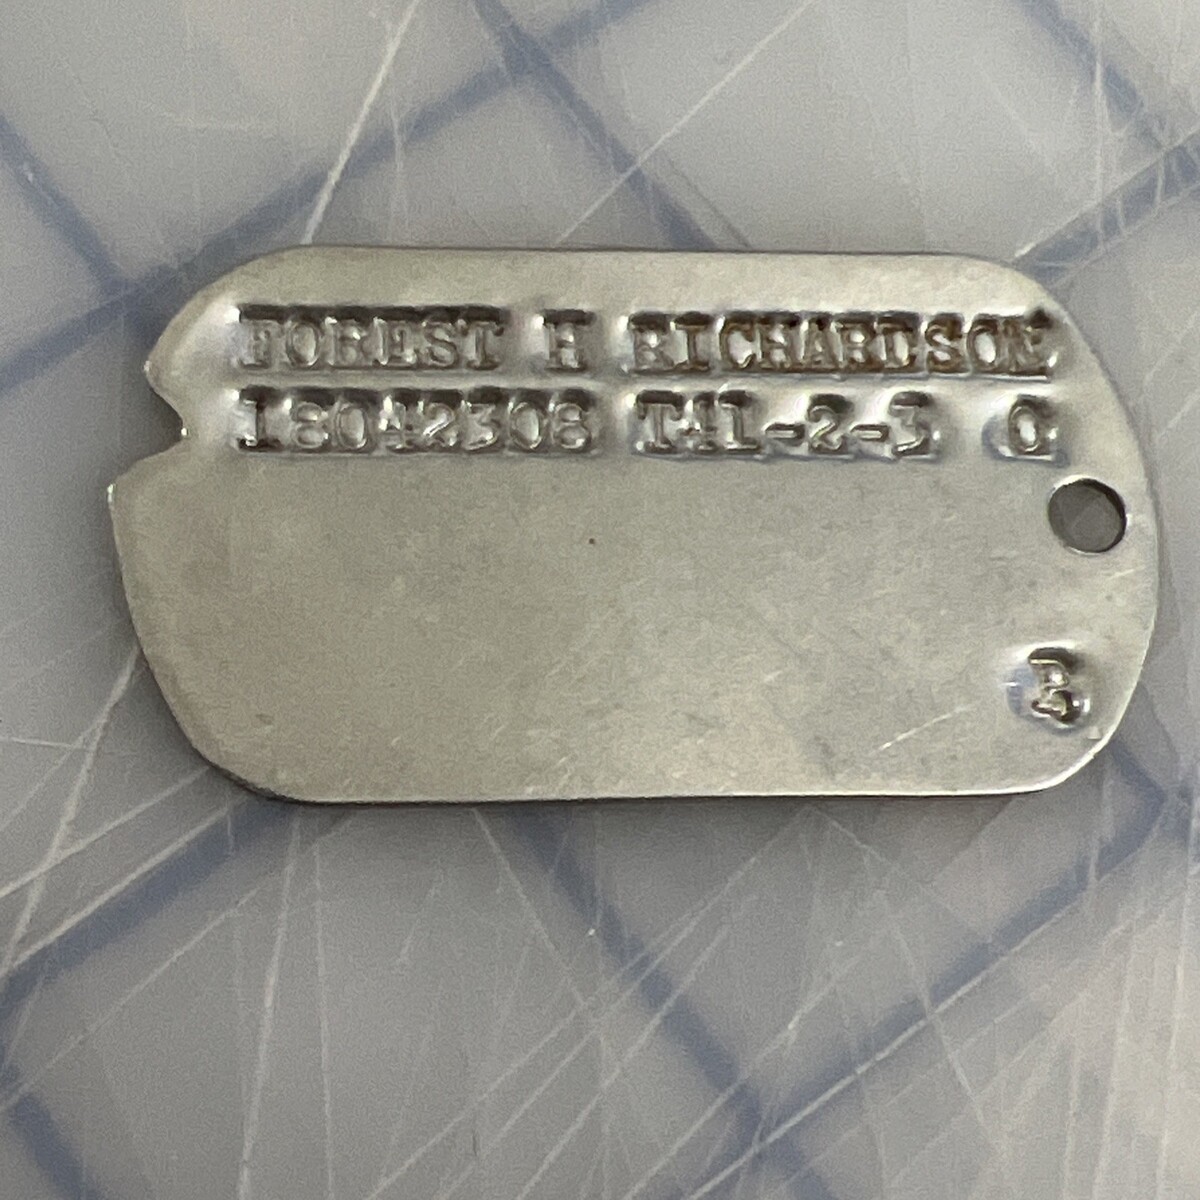 FOREST H RICHARDSON
18042308 T41-2-3 O